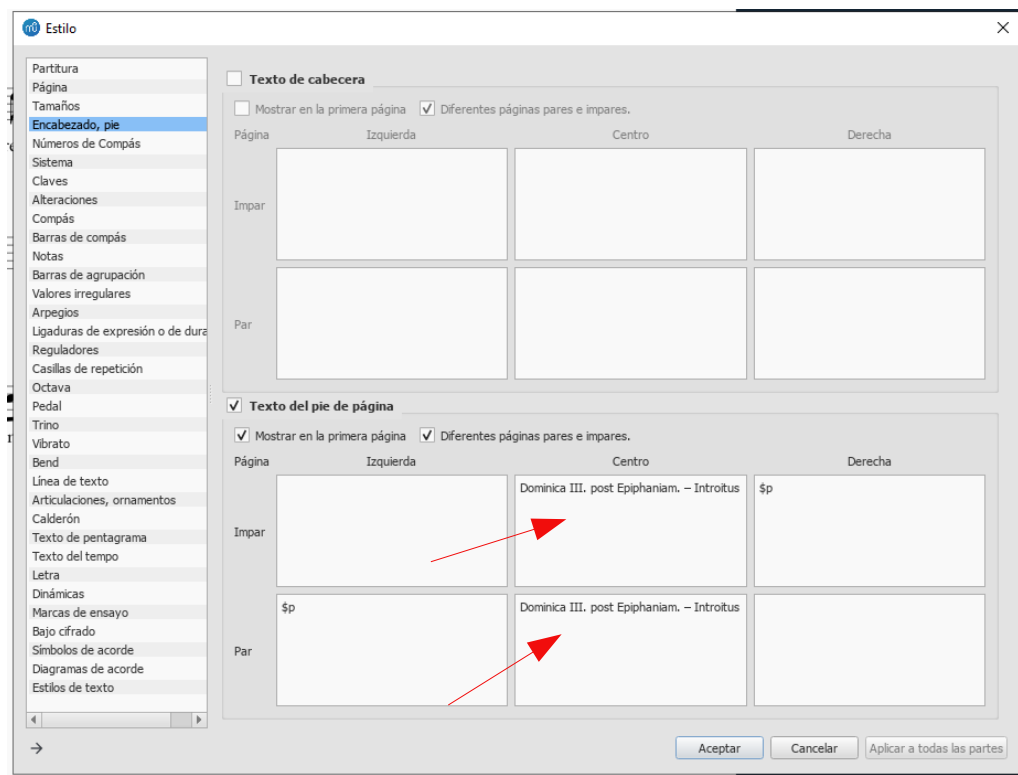 Estilo
Partitura
Página
Tamaños
Encabezado, pie
Números de Compás
Sistema
Claves
Alteraciones
Compás
Barras de compás
Notas
Barras de agrupación
Valores irregulares
Arpegios
Ligaduras de expresión o de dura
Reguladores
Casillas de repetición
Octava
Pedal
Trino
Vibrato
Bend
Línea de texto
Articulaciones, ornamentos
Calderón
Texto de pentagrama
Texto del tempo
Letra
Dinámicas
Marcas de ensayo
Bajo cifrado
Símbolos de acorde
Diagramas de acorde
Estilos de texto
Texto de cabecera
Mostrar en la primera página Diferentes páginas pares e impares.
Página Izquierda Centro Derecha
Impar
Par
Texto del pie de página
Mostrar en la primera página Diferentes páginas pares e impares.
Página Izquierda Centro Derecha
Dominica III. post Epiphaniam. – Introitus $p
Impar
$p Dominica III. post Epiphaniam. – Introitus
Par
Aceptar Cancelar Aplicar a todas las partes